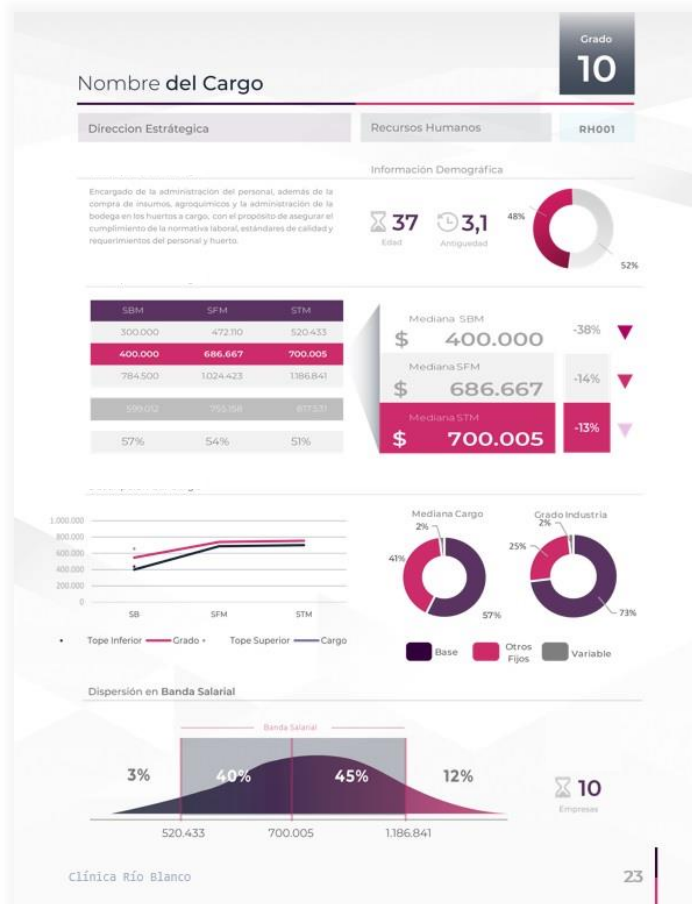 Grado
10
Nombre del Cargo
Direccion Estrátegica
Recursos Humanos
RH001
Información Demográfica
Encargado de la administración del personal, además de la
compra de insumos, agroquímicos y la administración de la
bodega en los huertos a cargo, con el propósito de asegurar el
cumplimiento de la normativa laboral, estándares de calidad y
requerimientos del personal y huerto.
37
Edad
3,1
Antiguedad
48%
52%
SBM SFM STM
300.000 472.110 520.433
400.000 686.667 700.005
784.500 1.024.423 1.186.841
599.012 755.158 817.531
57% 54% 51%
Mediana SBM
$ 400.000
-38%
Mediana SFM
$ 686.667
-14%
Mediana STM
$ 700.005
-13%
1.000.000
800.000
600.000
400.000
200.000
0
SB SFM STM
Tope Inferior Grado Tope Superior Cargo
Mediana Cargo
2%
41%
57%
Grado Industria
2%
25%
73%
Base
Otros
Fijos
Variable
Dispersión en Banda Salarial
Banda Salarial
3% 40% 45% 12%
520.433 700.005 1.186.841
10
Empresas
Clínica Río Blanco
23